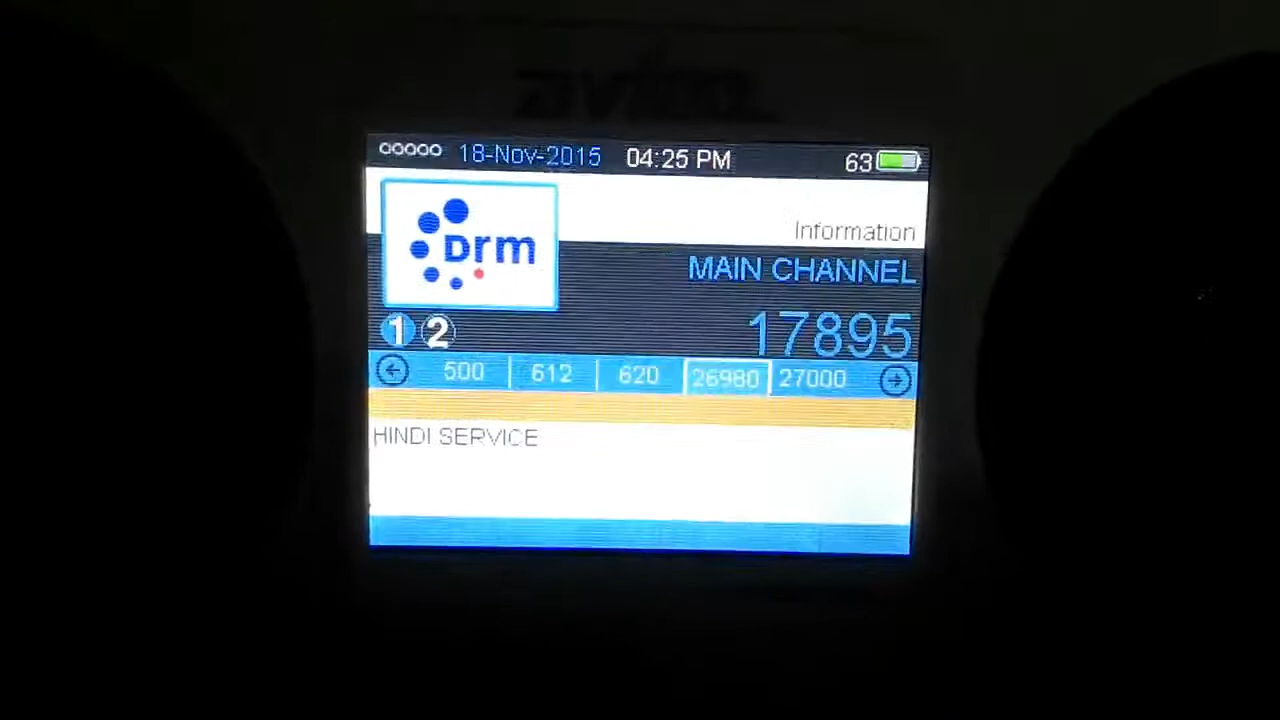 avion
18-Nov-2015 04:25 PM 63
Drm
Information
MAIN CHANNEL
1 2
17895
500 612 620 26980 27000
HINDI SERVICE